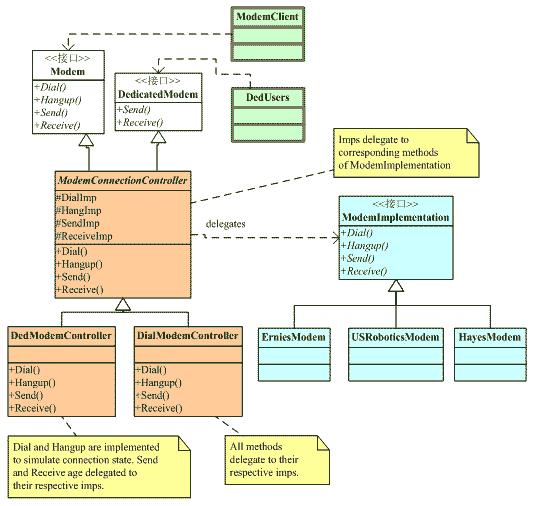 ModemClient
<<接口>>
Modem
+Dial()
+Hangup()
+Send()
+Receive()
<<接口>>
DedicatedModem
+Send()
+Receive()
DedUsers
Imps delegate to
corresponding methods
of ModemImplementation
ModemConnectionController
#DialImp
#HangImp
#SendImp
#ReceiveImp
+Dial()
+Hangup()
+Send()
+Receive()
delegates
<<接口>>
ModemImplementation
+Dial()
+Hangup()
+Send()
+Receive()
DedModemController
+Dial()
+Hangup()
+Send()
+Receive()
DialModemController
+Dial()
+Hangup()
+Send()
+Receive()
ErniesModem
USRoboticsModem
HayesModem
Dial and Hangup are implemented
to simulate connection state. Send
and Receive age delegated to
their respective imps.
All methods
delegate to their
respective imps.